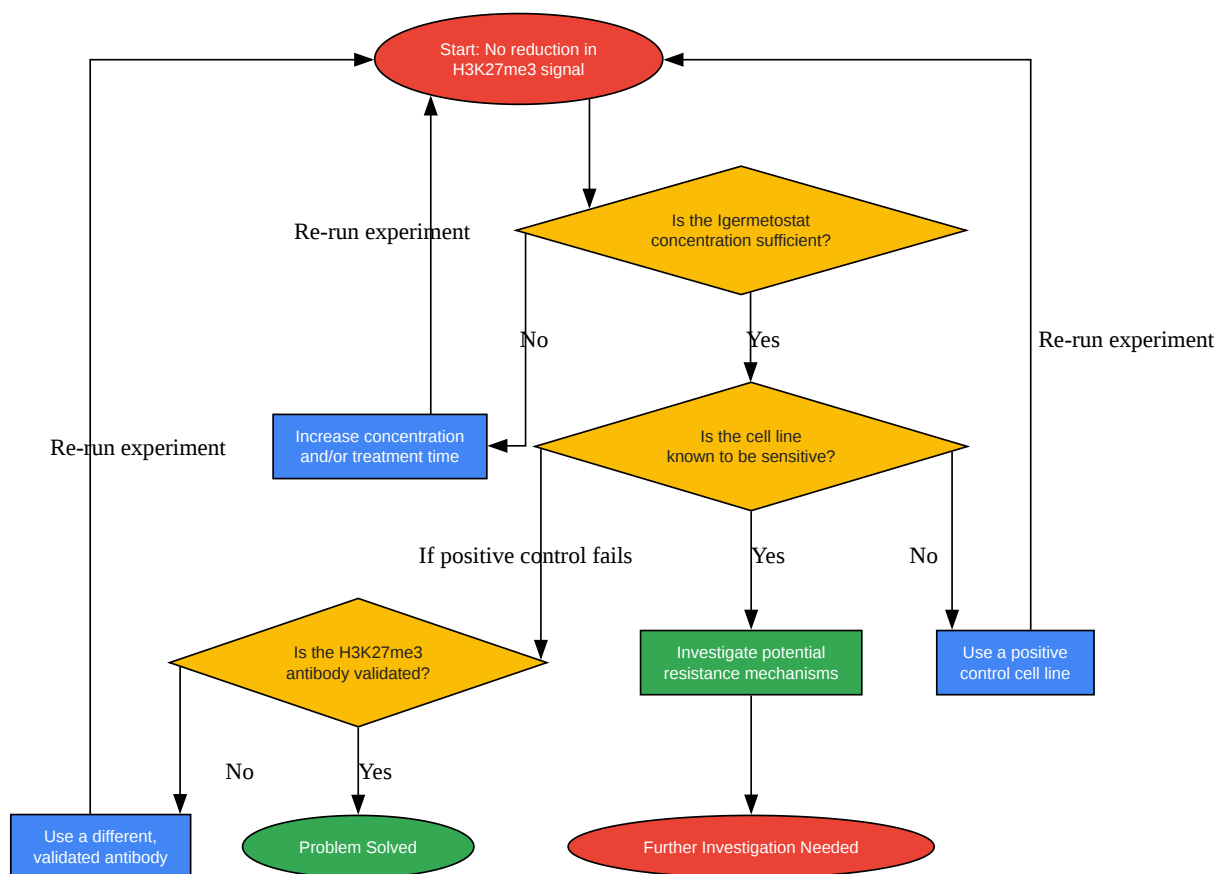 Start: No reduction in
H3K27me3 signal
Is the Igermetostat
concentration sufficient?
Re-run experiment
No
Yes
Re-run experiment
Increase concentration
and/or treatment time
Is the cell line
known to be sensitive?
Re-run experiment
If positive control fails
Yes
No
Is the H3K27me3
antibody validated?
Investigate potential
resistance mechanisms
Use a positive
control cell line
No
Yes
Use a different,
validated antibody
Problem Solved
Further Investigation Needed